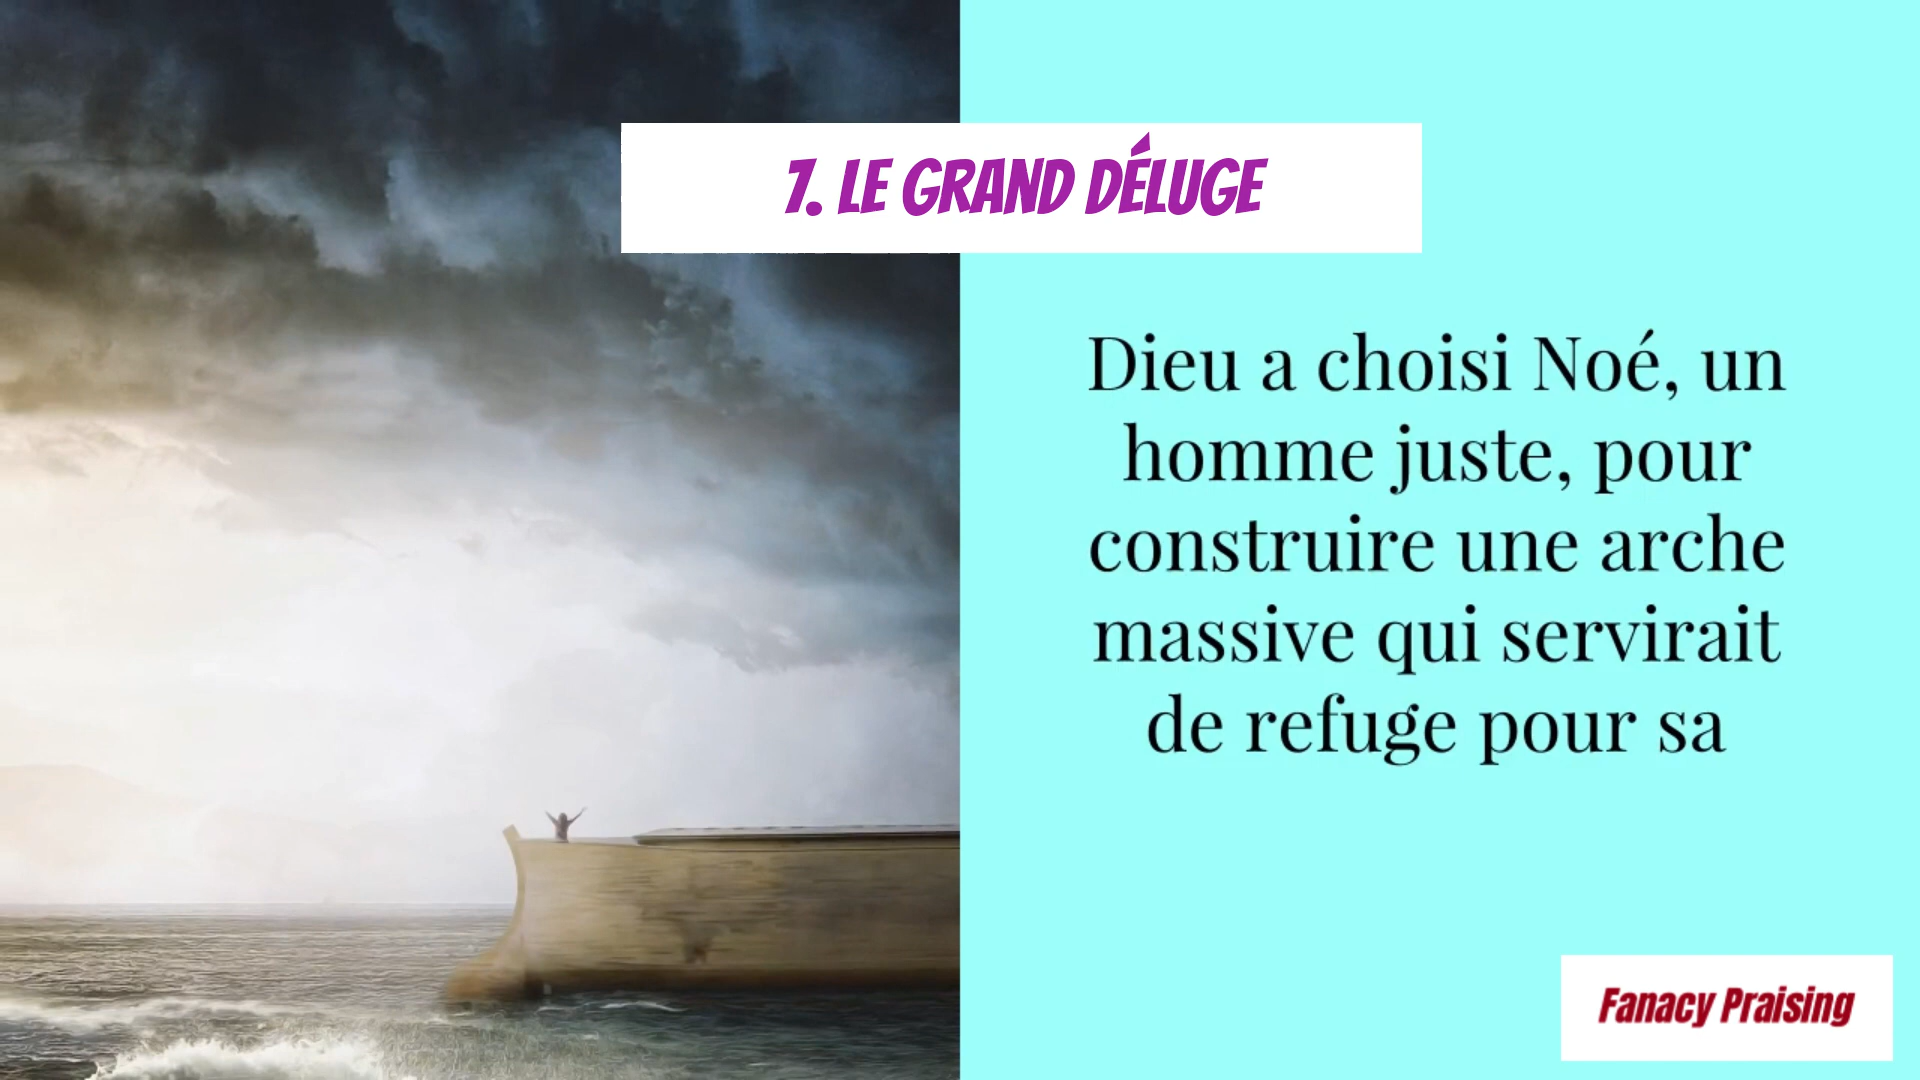 7. LE GRAND DÉLUGE
Dieu a choisi Noé, un
homme juste, pour
construire une arche
massive qui servirait
de refuge pour sa
Fanacy Praising